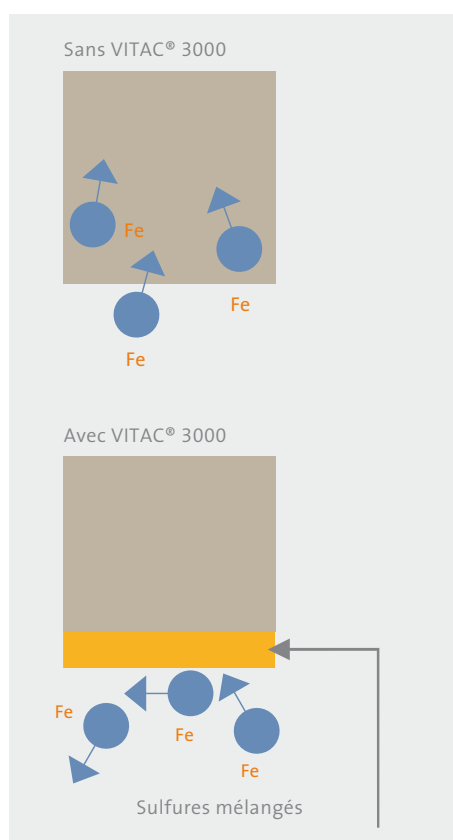 Sans VITAC® 3000
Fe
Fe
Fe
Avec VITAC® 3000
Fe
Fe
Fe
Sulfures mélangés